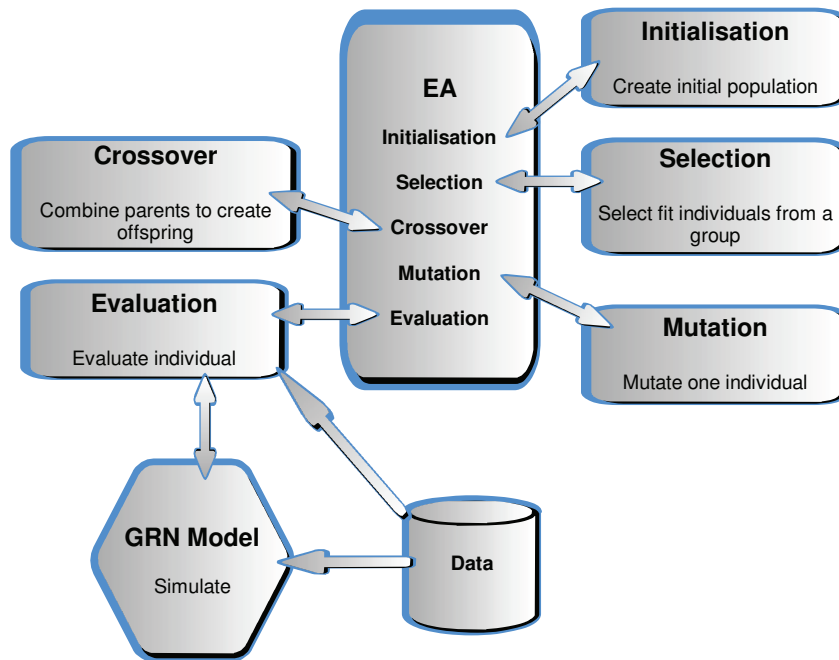 Initialisation
Create initial population
EA
Initialisation
Selection
Crossover
Mutation
Evaluation
Crossover
Combine parents to create
offspring
Selection
Select fit individuals from a
group
Evaluation
Evaluate individual
Mutation
Mutate one individual
GRN Model
Simulate
Data